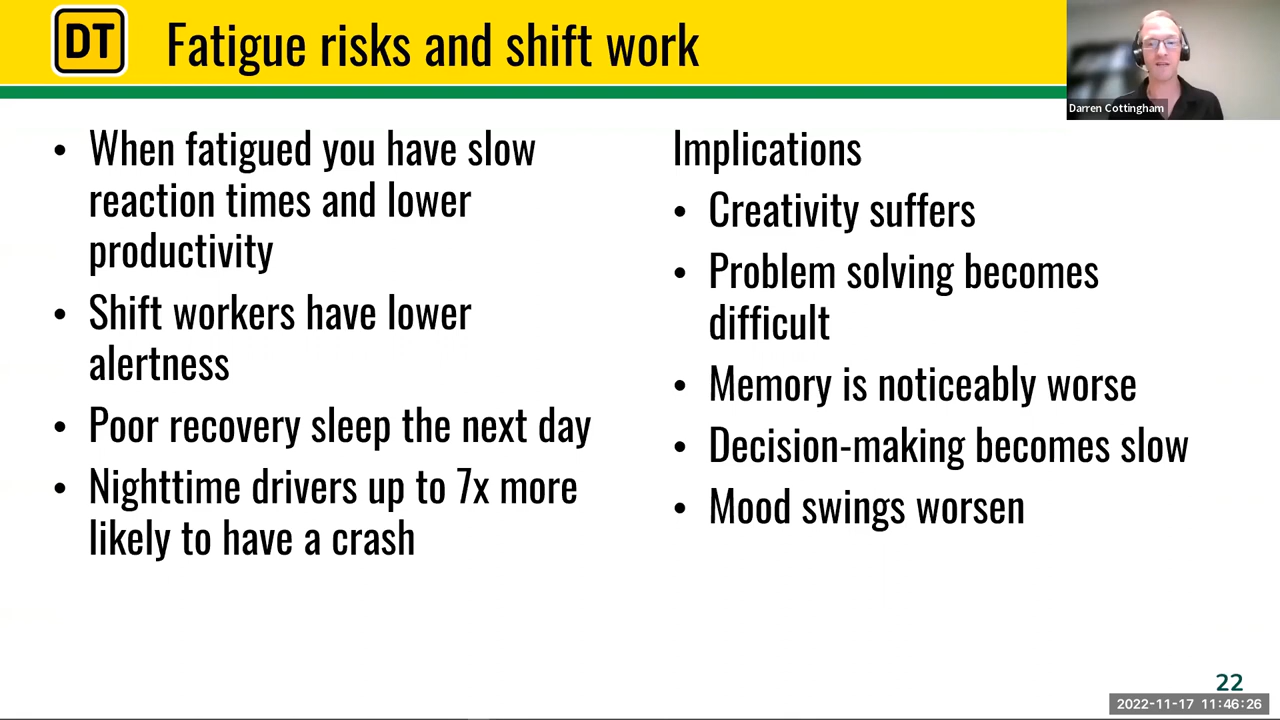 DT
Fatigue risks and shift work
Darren Cottingham
• When fatigued you have slow
reaction times and lower
productivity
• Shift workers have lower
alertness
• Poor recovery sleep the next day
• Nighttime drivers up to 7x more
likely to have a crash
Implications
• Creativity suffers
• Problem solving becomes
difficult
• Memory is noticeably worse
• Decision-making becomes slow
• Mood swings worsen
22
2022-11-17 11:46:26